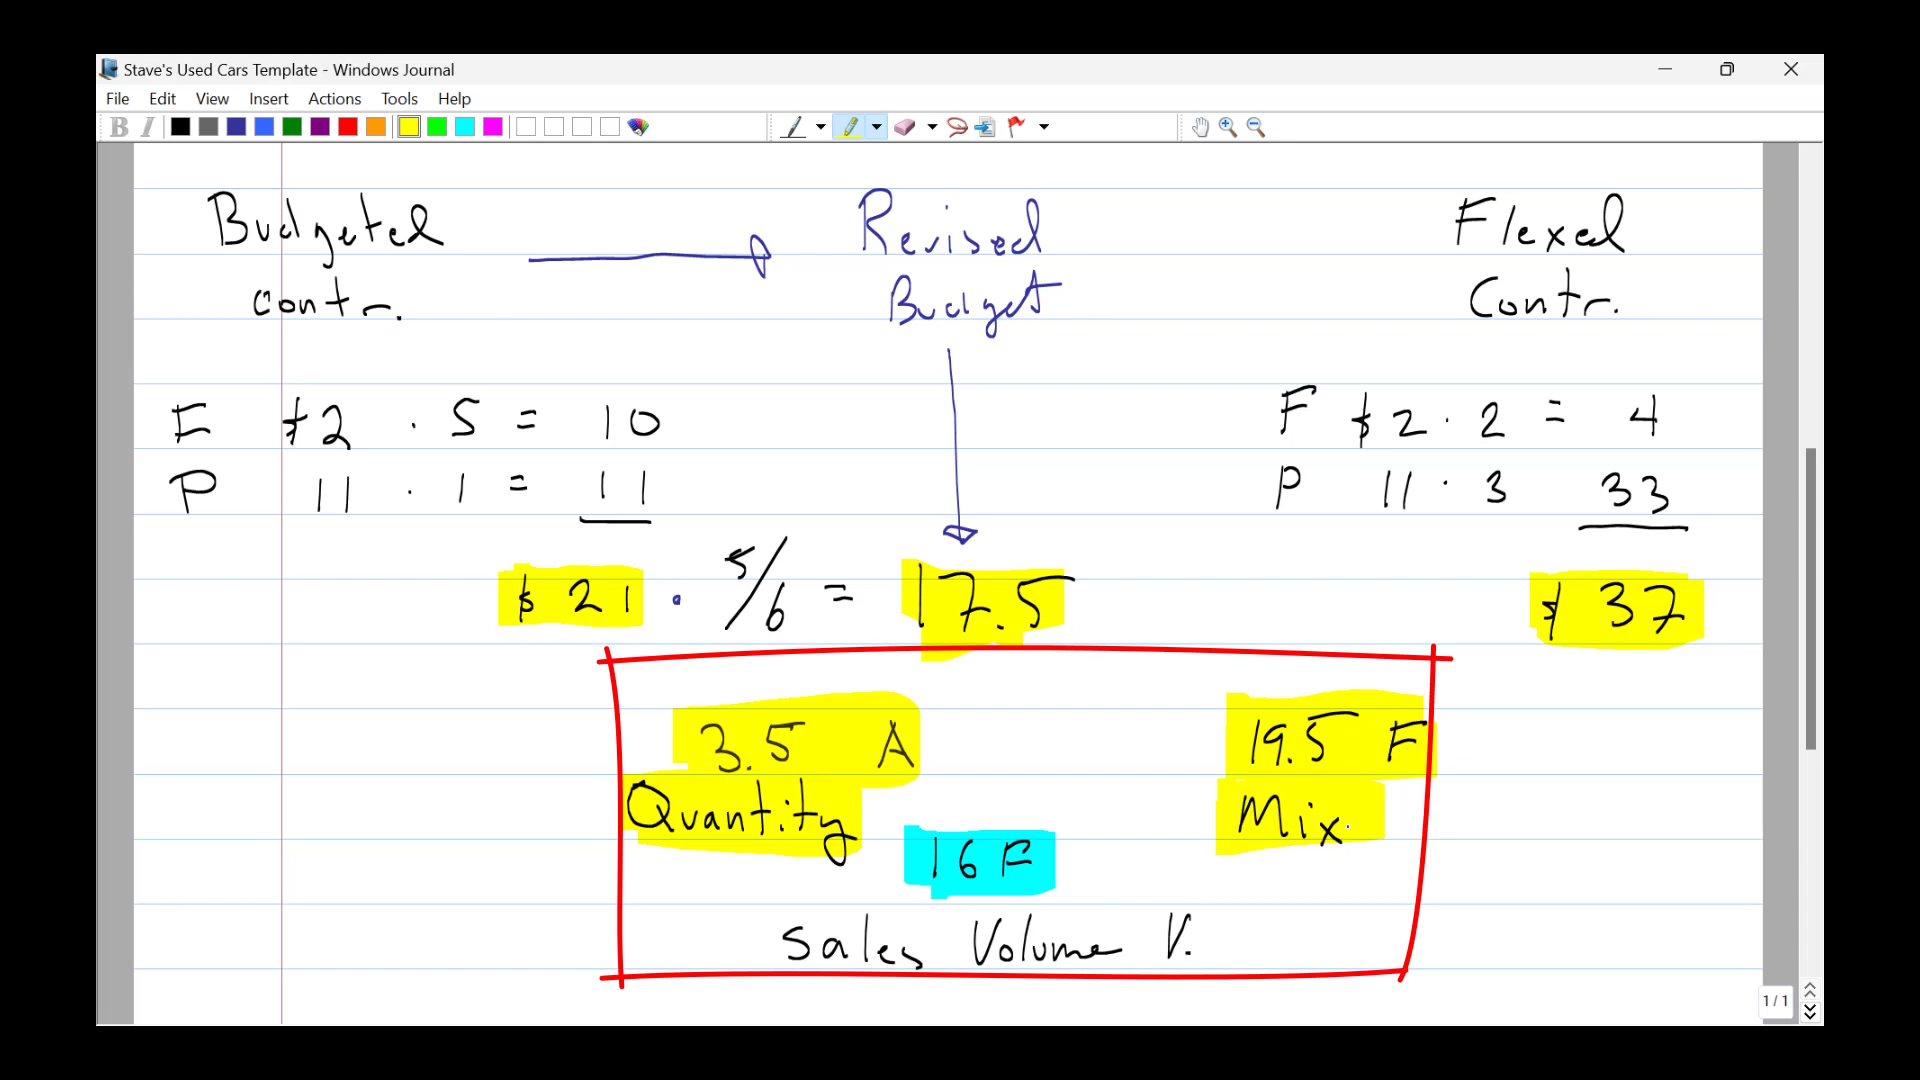 Stave's Used Cars Template - Windows Journal
File Edit View Insert Actions Tools Help
B I
Budgeted contr.
Revised Budget
Flexed Contr.
F $2 · 5 = 10
P 11 · 1 = 11
F $2 · 2 = 4
P 11 · 3 33
$21 · 5/6 = 17.5
$37
3.5 A
19.5 F
Quantity
Mix
16 F
Sales Volume V.
1 / 1